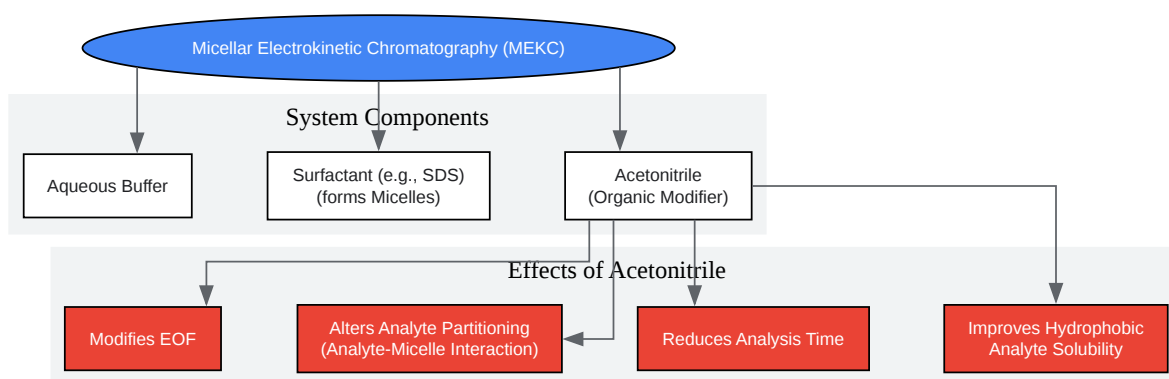 Micellar Electrokinetic Chromatography (MEKC)
System Components
Aqueous Buffer
Surfactant (e.g., SDS)
(forms Micelles)
Acetonitrile
(Organic Modifier)
Effects of Acetonitrile
Modifies EOF
Alters Analyte Partitioning
(Analyte-Micelle Interaction)
Reduces Analysis Time
Improves Hydrophobic
Analyte Solubility